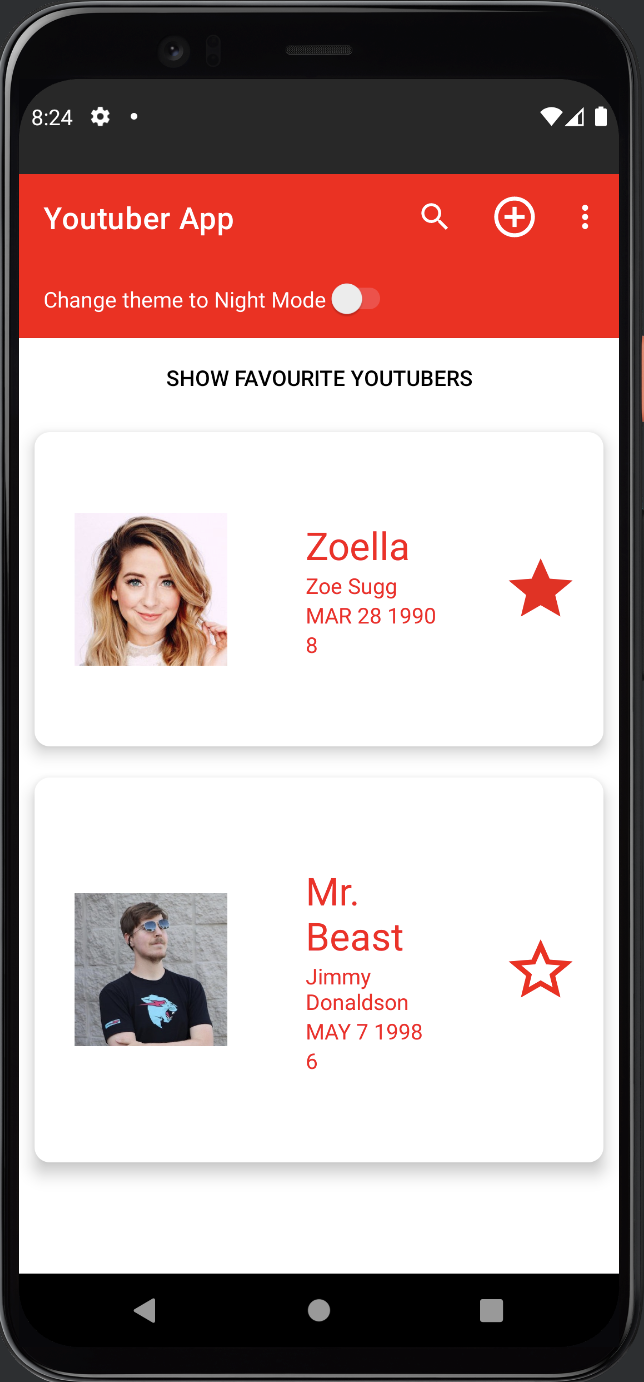 8:24
Youtuber App
Change theme to Night Mode
SHOW FAVOURITE YOUTUBERS
Zoella
Zoe Sugg
MAR 28 1990
8
Mr.
Beast
Jimmy
Donaldson
MAY 7 1998
6